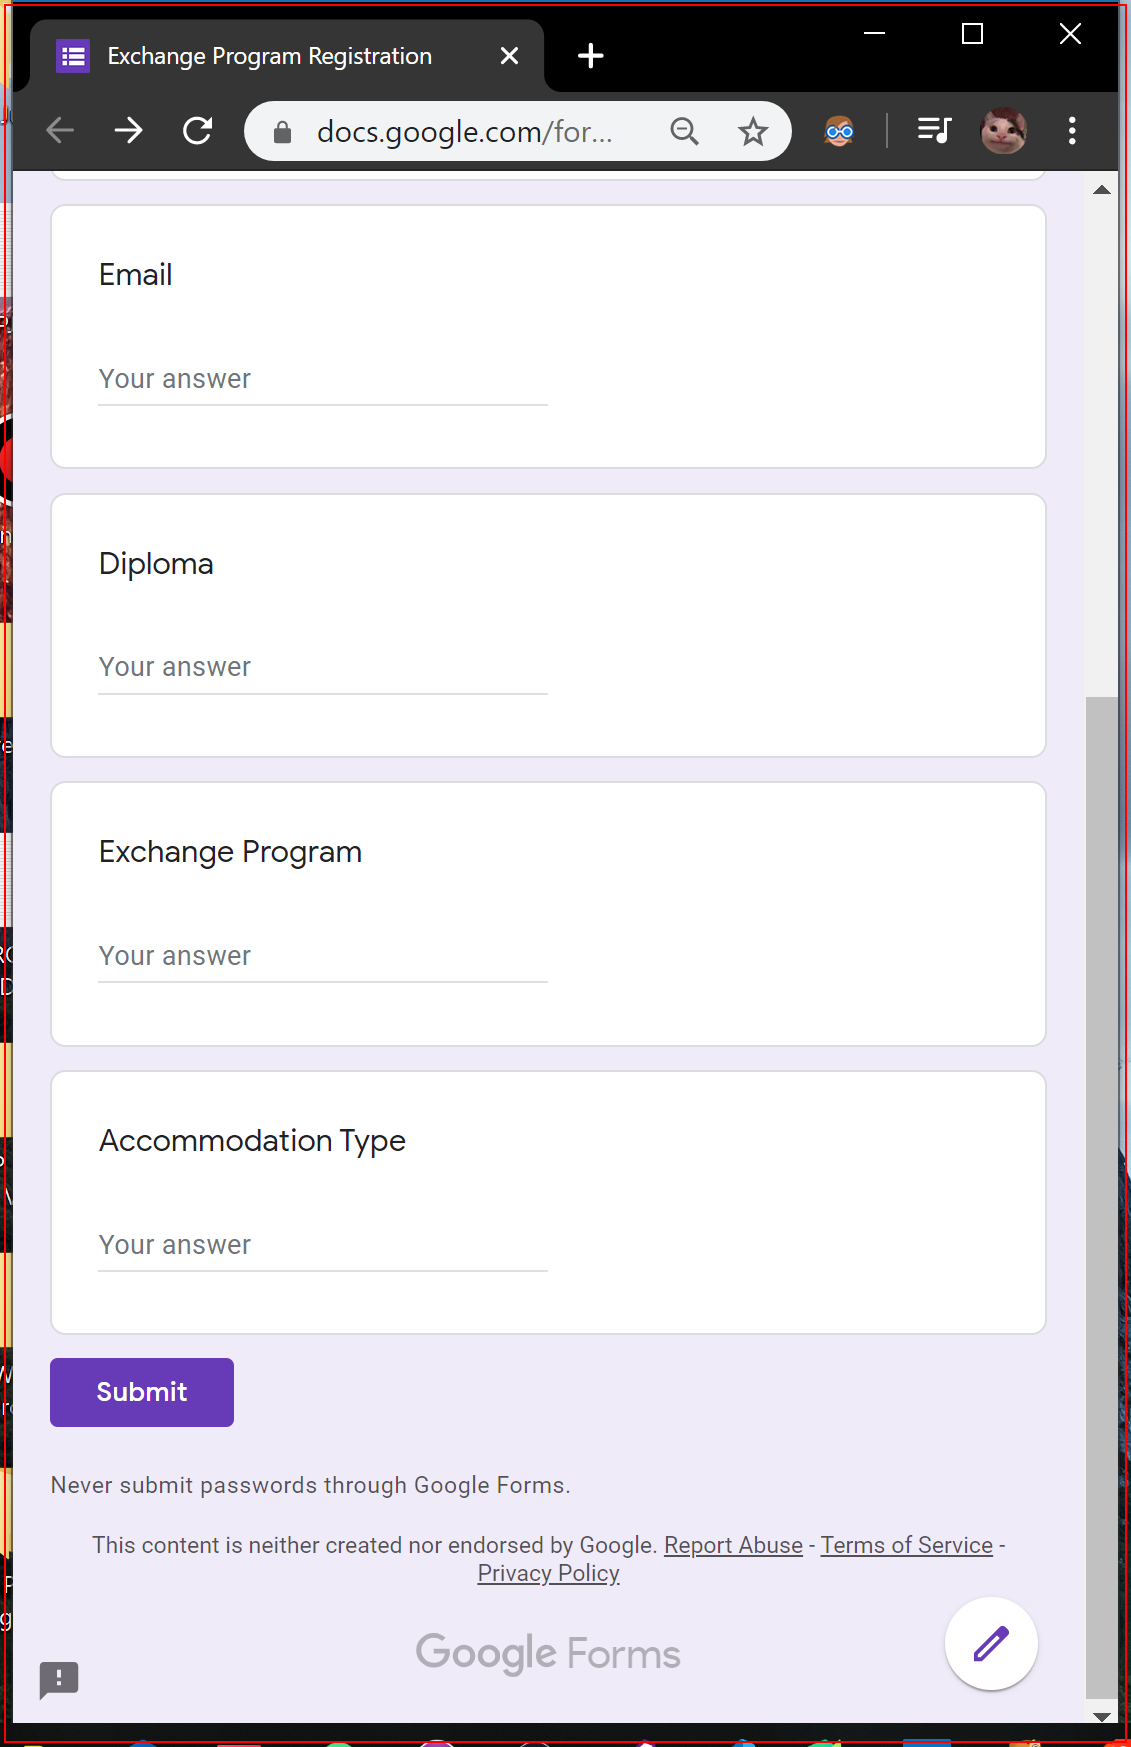 Exchange Program Registration
docs.google.com/for...
Email
Your answer
Diploma
Your answer
Exchange Program
Your answer
Accommodation Type
Your answer
Submit
Never submit passwords through Google Forms.
This content is neither created nor endorsed by Google. Report Abuse - Terms of Service -
Privacy Policy
Google Forms